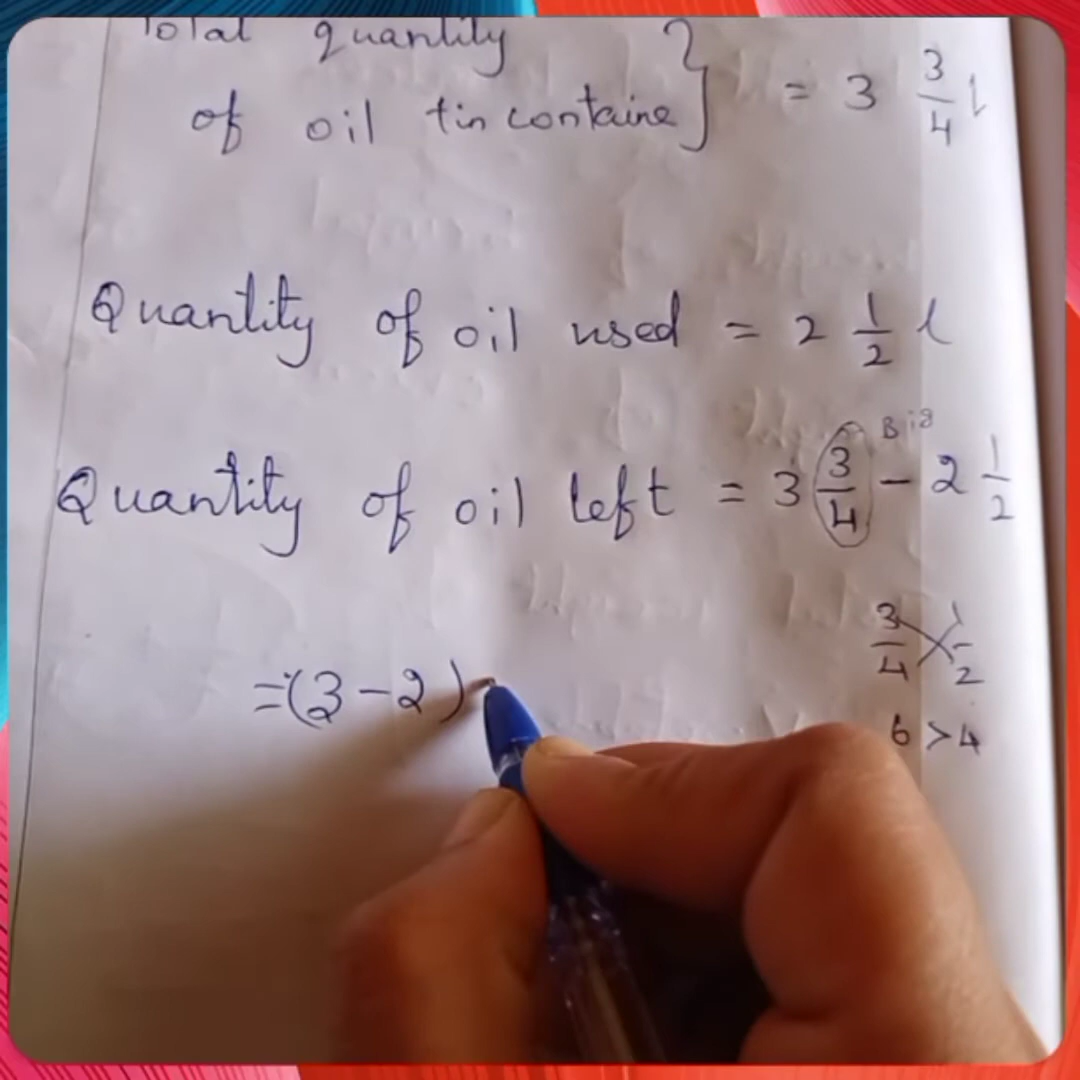 Total quantity
of oil tin containe } = 3 3/4 l
Quantity of oil used = 2 1/2 l
Big
Quantity of oil left = 3 3/4 - 2 1/2
3/4 1/2
= (3 - 2)
6 > 4